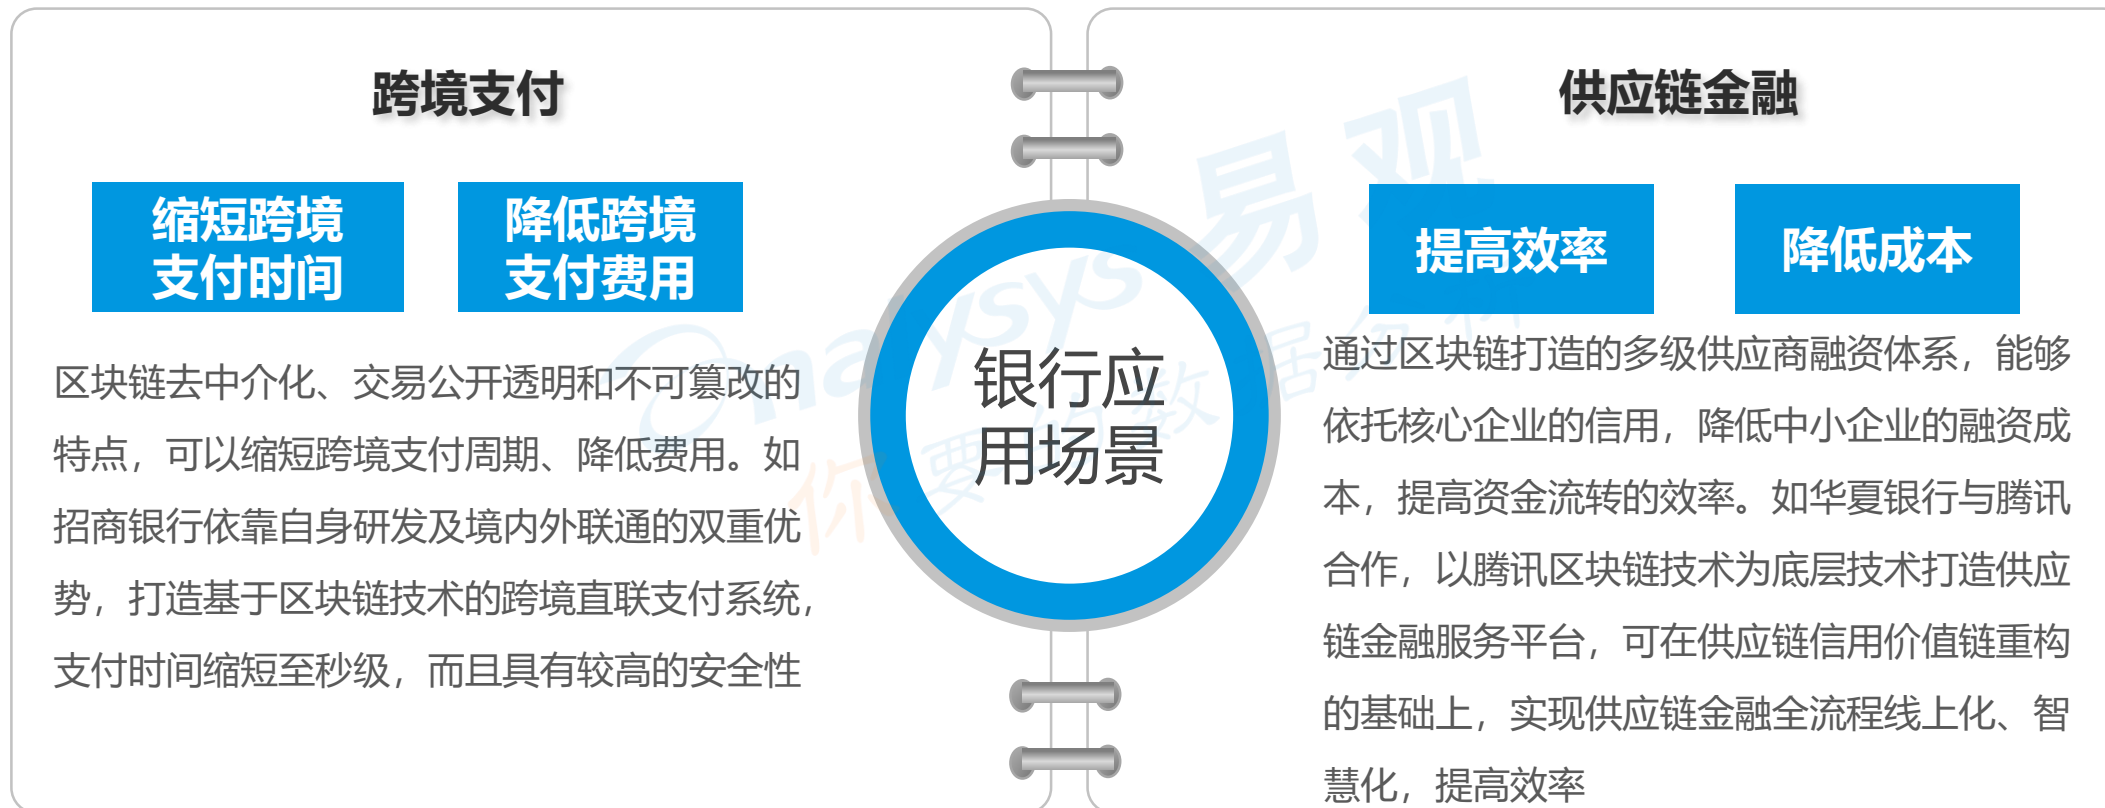 跨境支付
缩短跨境
支付时间
降低跨境
支付费用
区块链去中介化、交易公开透明和不可篡改的
特点，可以缩短跨境支付周期、降低费用。如
招商银行依靠自身研发及境内外联通的双重优
势，打造基于区块链技术的跨境直联支付系统，
支付时间缩短至秒级，而且具有较高的安全性
银行应
用场景
供应链金融
提高效率
降低成本
通过区块链打造的多级供应商融资体系，能够
依托核心企业的信用，降低中小企业的融资成
本，提高资金流转的效率。如华夏银行与腾讯
合作，以腾讯区块链技术为底层技术打造供应
链金融服务平台，可在供应链信用价值链重构
的基础上，实现供应链金融全流程线上化、智
慧化，提高效率
analysys 易观
你要的数据分析